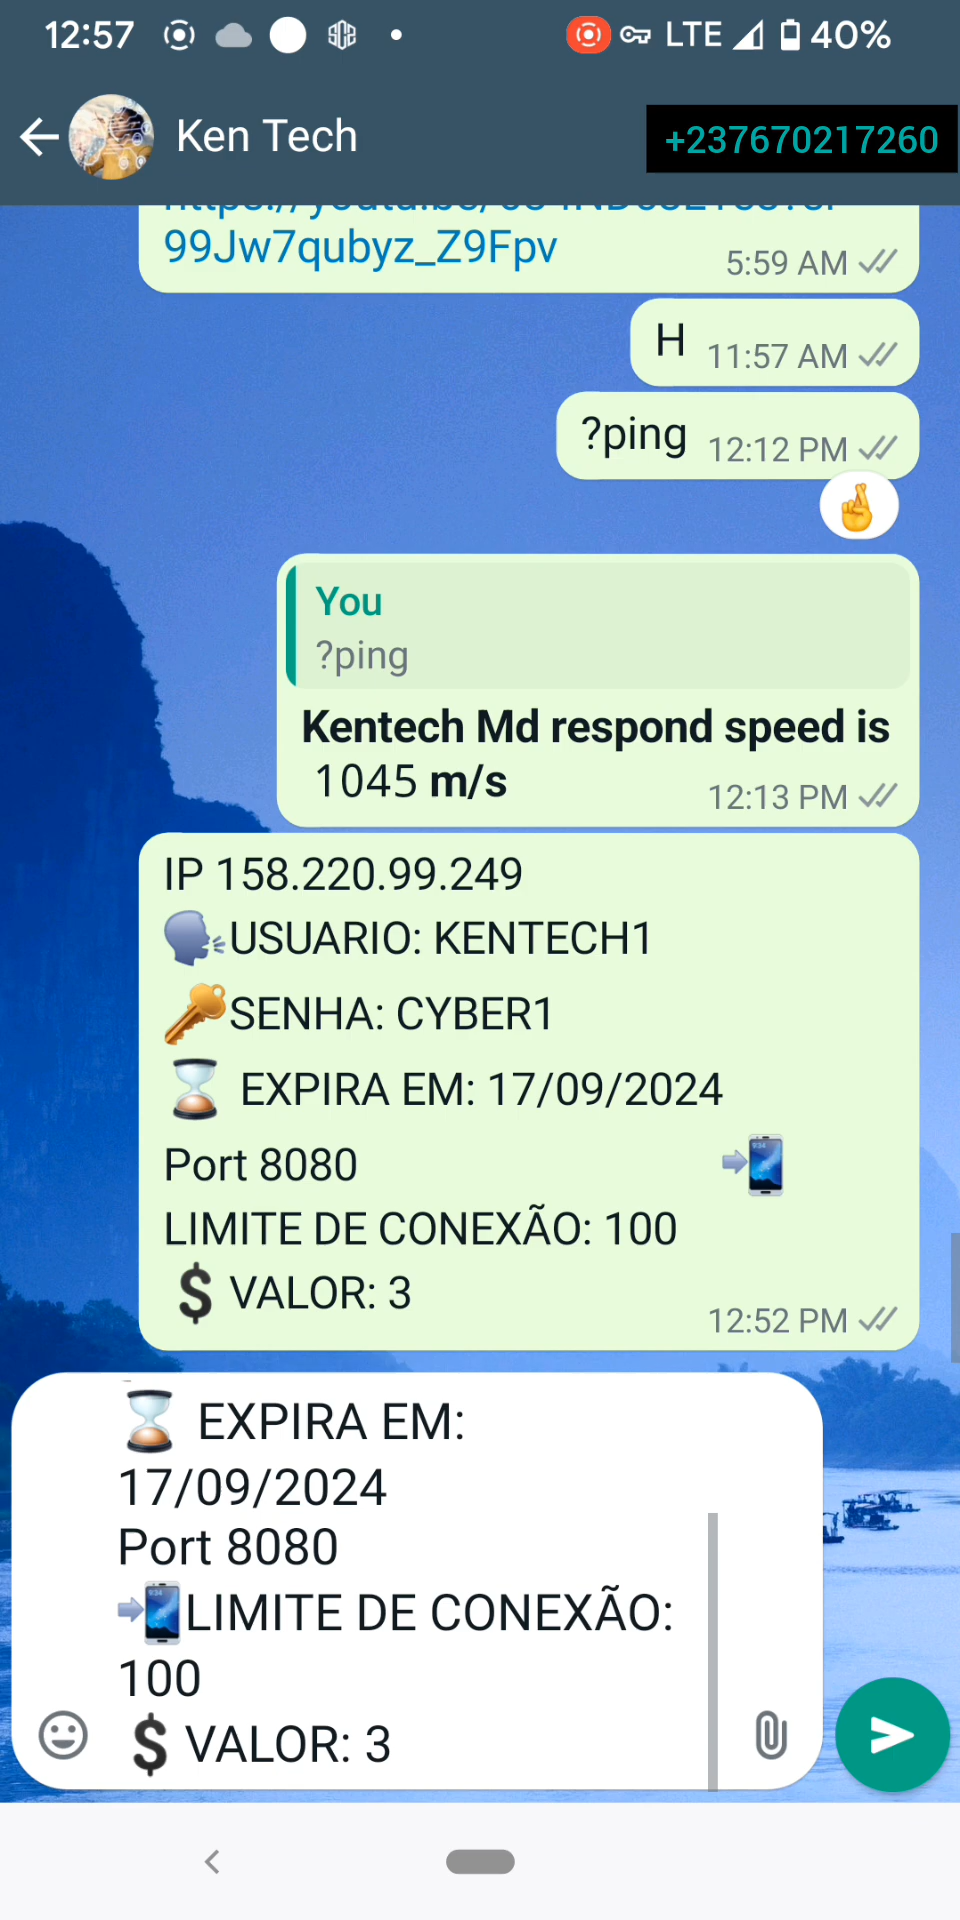 12:57
LTE 40%
Ken Tech
+237670217260
99Jw7qubyz_Z9Fpv
5:59 AM
H 11:57 AM
?ping 12:12 PM
You
?ping
Kentech Md respond speed is
1045 m/s
12:13 PM
IP 158.220.99.249
🗣USUARIO: KENTECH1
🔑SENHA: CYBER1
⏳ EXPIRA EM: 17/09/2024
Port 8080 📲
LIMITE DE CONEXÃO: 100
💲VALOR: 3
12:52 PM
⏳ EXPIRA EM:
17/09/2024
Port 8080
📲LIMITE DE CONEXÃO:
100
💲VALOR: 3